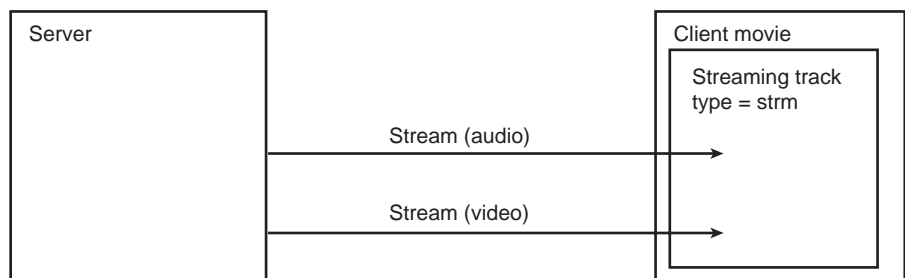 Server
Client movie
Streaming track
type = strm
Stream (audio)
Stream (video)